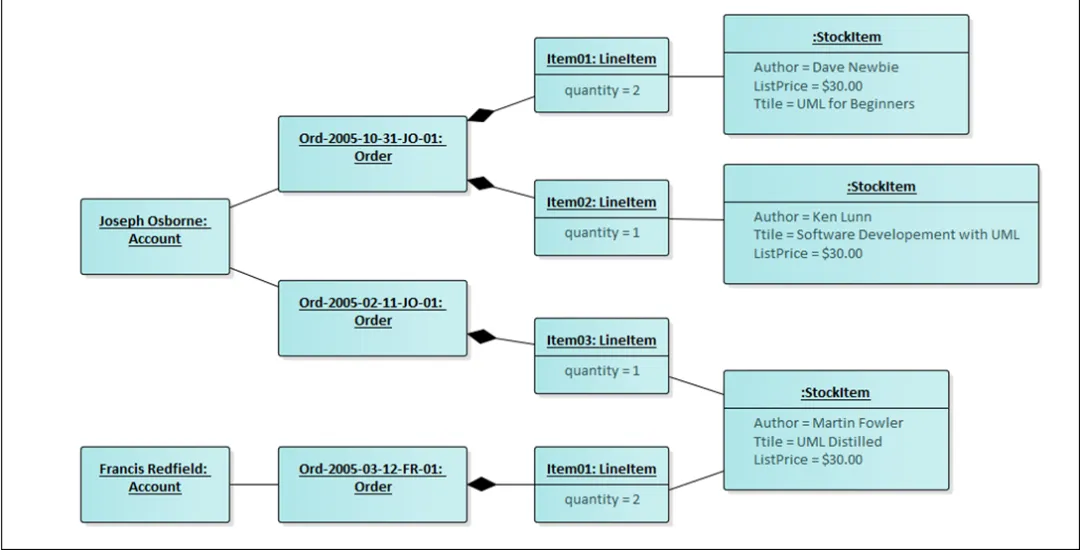 Joseph Osborne:
Account
Ord-2005-10-31-JO-01:
Order
Item01: LineItem
quantity = 2
:StockItem
Author = Dave Newbie
ListPrice = $30.00
Ttile = UML for Beginners
Item02: LineItem
quantity = 1
:StockItem
Author = Ken Lunn
Ttile = Software Developement with UML
ListPrice = $30.00
Ord-2005-02-11-JO-01:
Order
Item03: LineItem
quantity = 1
:StockItem
Author = Martin Fowler
Ttile = UML Distilled
ListPrice = $30.00
Francis Redfield:
Account
Ord-2005-03-12-FR-01:
Order
Item01: LineItem
quantity = 2